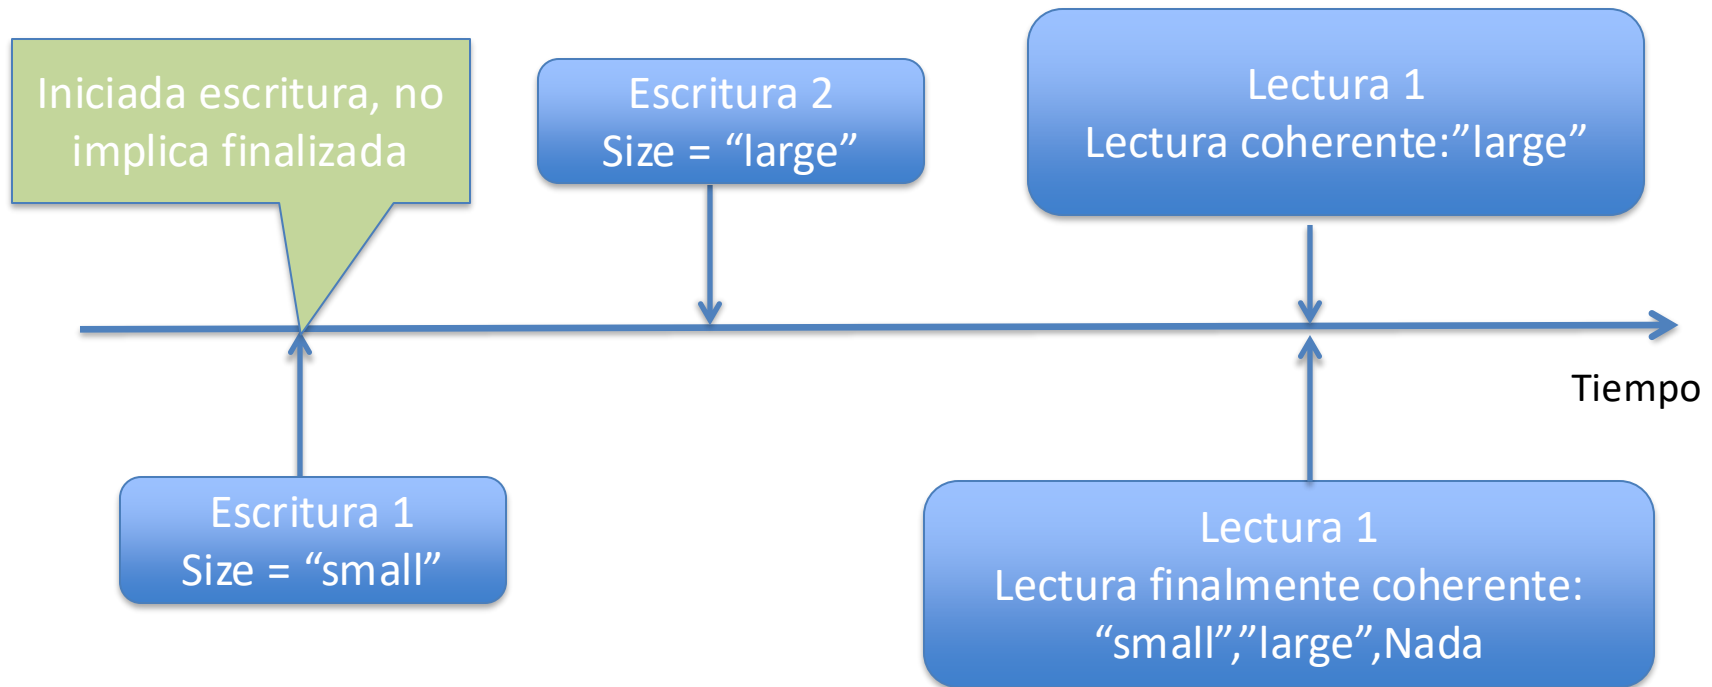 Iniciada escritura, no
implica finalizada
Escritura 2
Size = “large”
Lectura 1
Lectura coherente:”large”
Tiempo
Escritura 1
Size = “small”
Lectura 1
Lectura finalmente coherente:
“small”,”large”,Nada